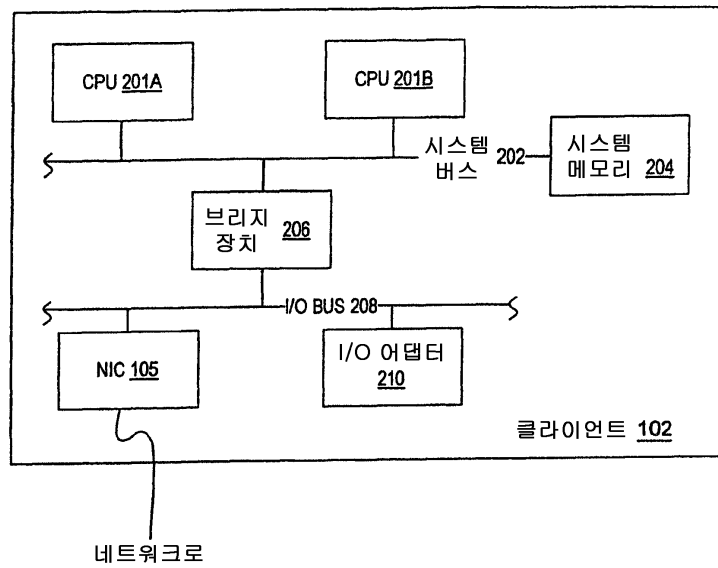 CPU 201A
CPU 201B
시스템
버스 202
시스템
메모리 204
브리지
장치 206
I/O BUS 208
NIC 105
I/O 어댑터
210
클라이언트 102
네트워크로